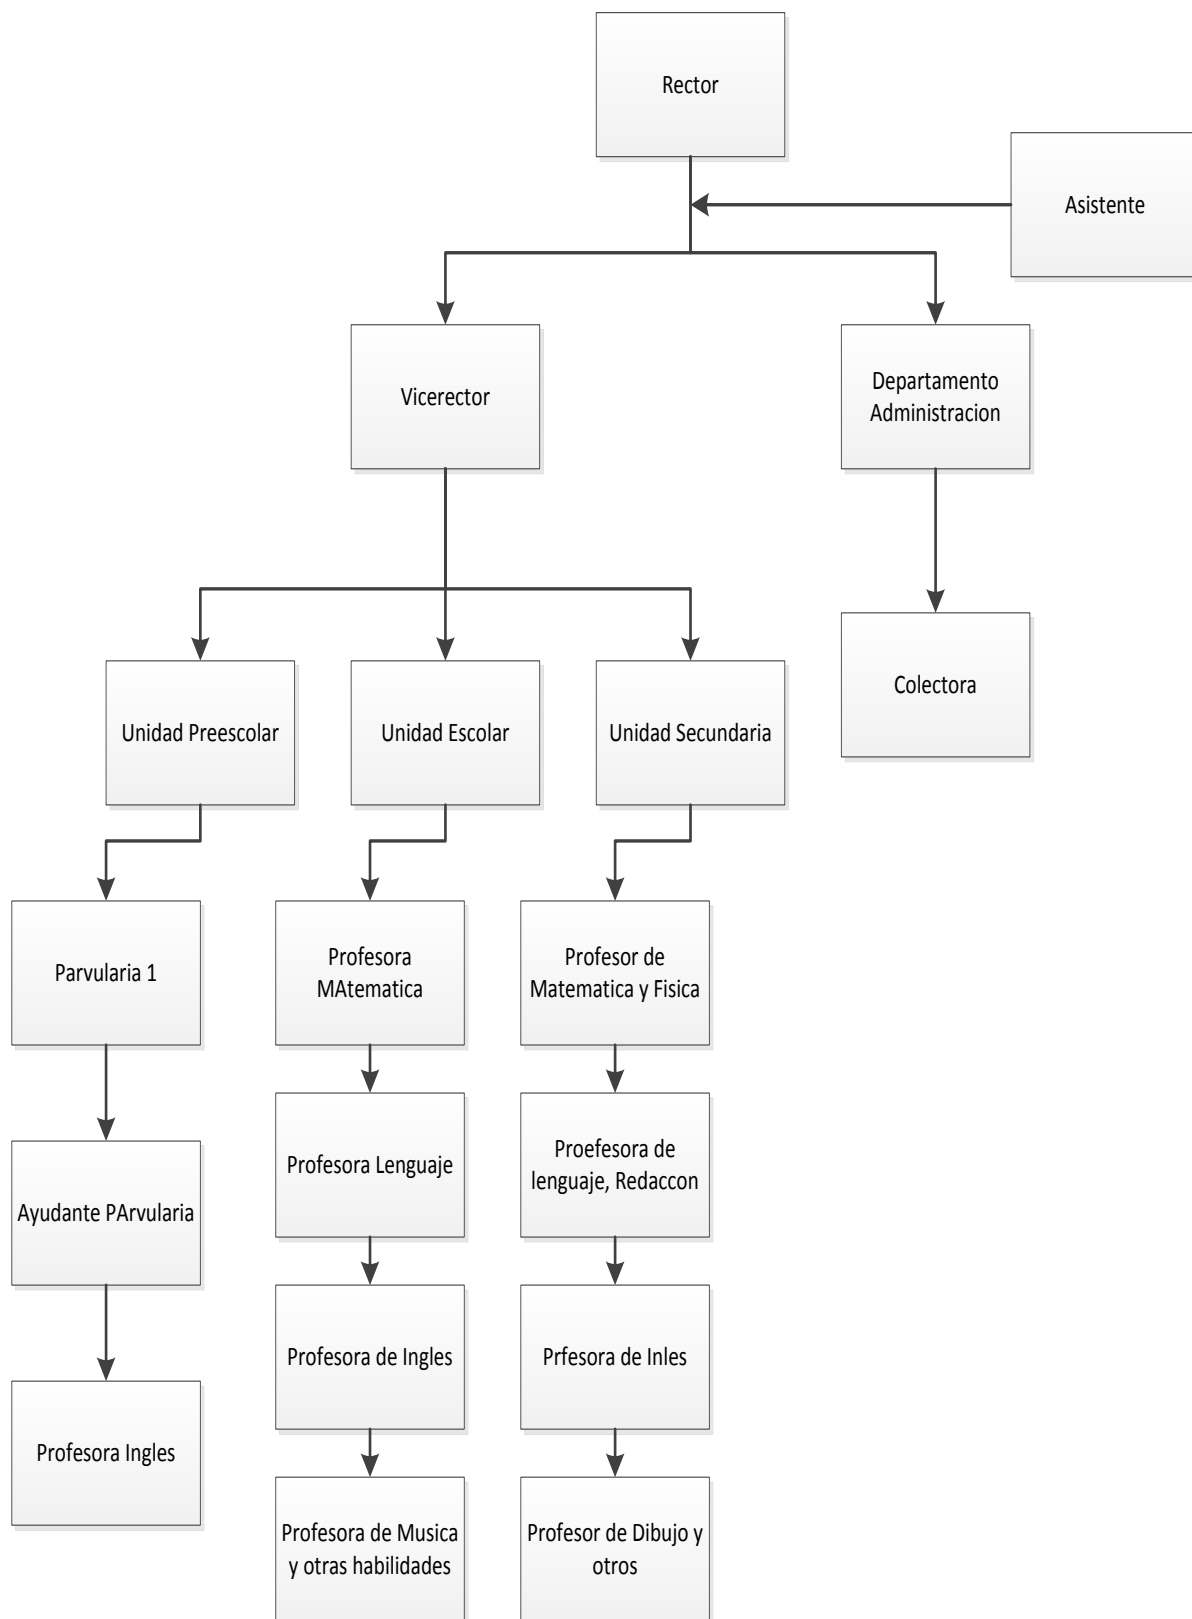 Rector
Asistente
Vicerector
Departamento
Administracion
Unidad Preescolar
Unidad Escolar
Unidad Secundaria
Colectora
Parvularia 1
Profesora
MAtematica
Profesor de
Matematica y Fisica
Ayudante PArvularia
Profesora Lenguaje
Proefesora de
lenguaje, Redaccon
Profesora Ingles
Profesora de Ingles
Prfesora de Inles
Profesora de Musica
y otras habilidades
Profesor de Dibujo y
otros